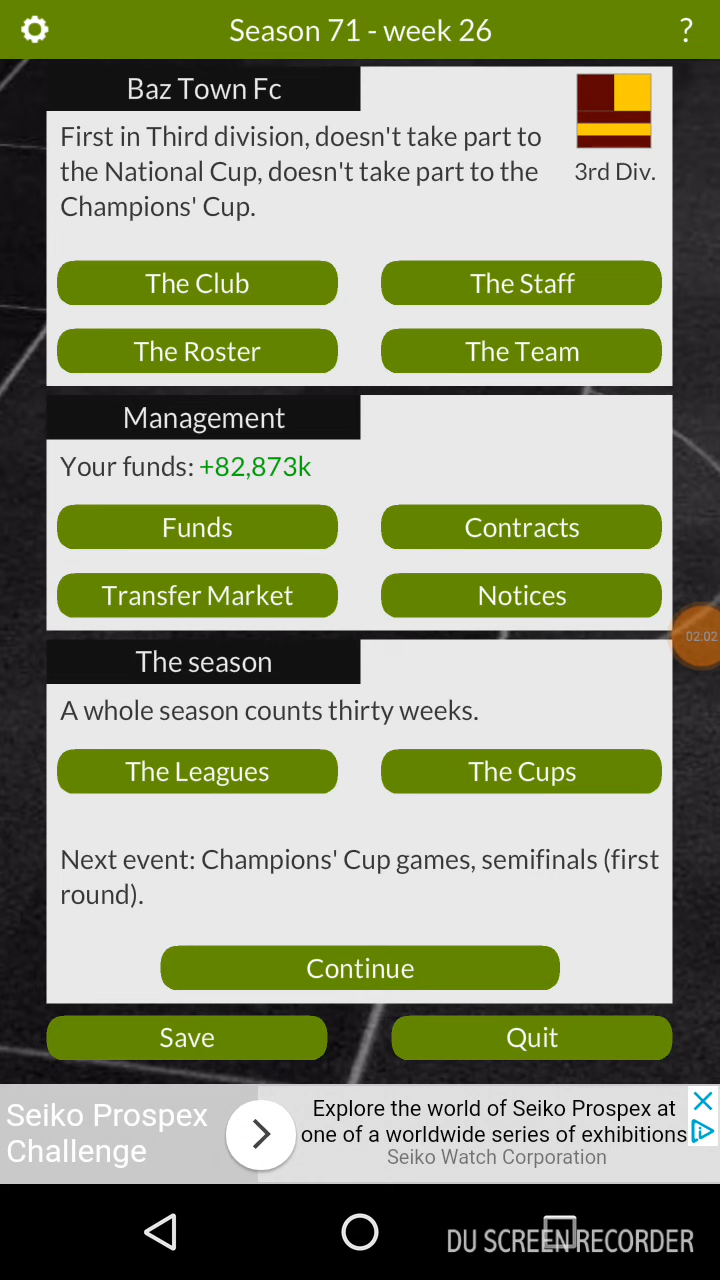 Season 71 - week 26
?
Baz Town Fc
First in Third division, doesn't take part to
the National Cup, doesn't take part to the
Champions' Cup.
3rd Div.
The Club
The Staff
The Roster
The Team
Management
Your funds: +82,873k
Funds
Contracts
Transfer Market
Notices
02:02
The season
A whole season counts thirty weeks.
The Leagues
The Cups
Next event: Champions' Cup games, semifinals (first
round).
Continue
Save
Quit
Seiko Prospex
Challenge
Explore the world of Seiko Prospex at
one of a worldwide series of exhibitions
Seiko Watch Corporation
DU SCREEN RECORDER